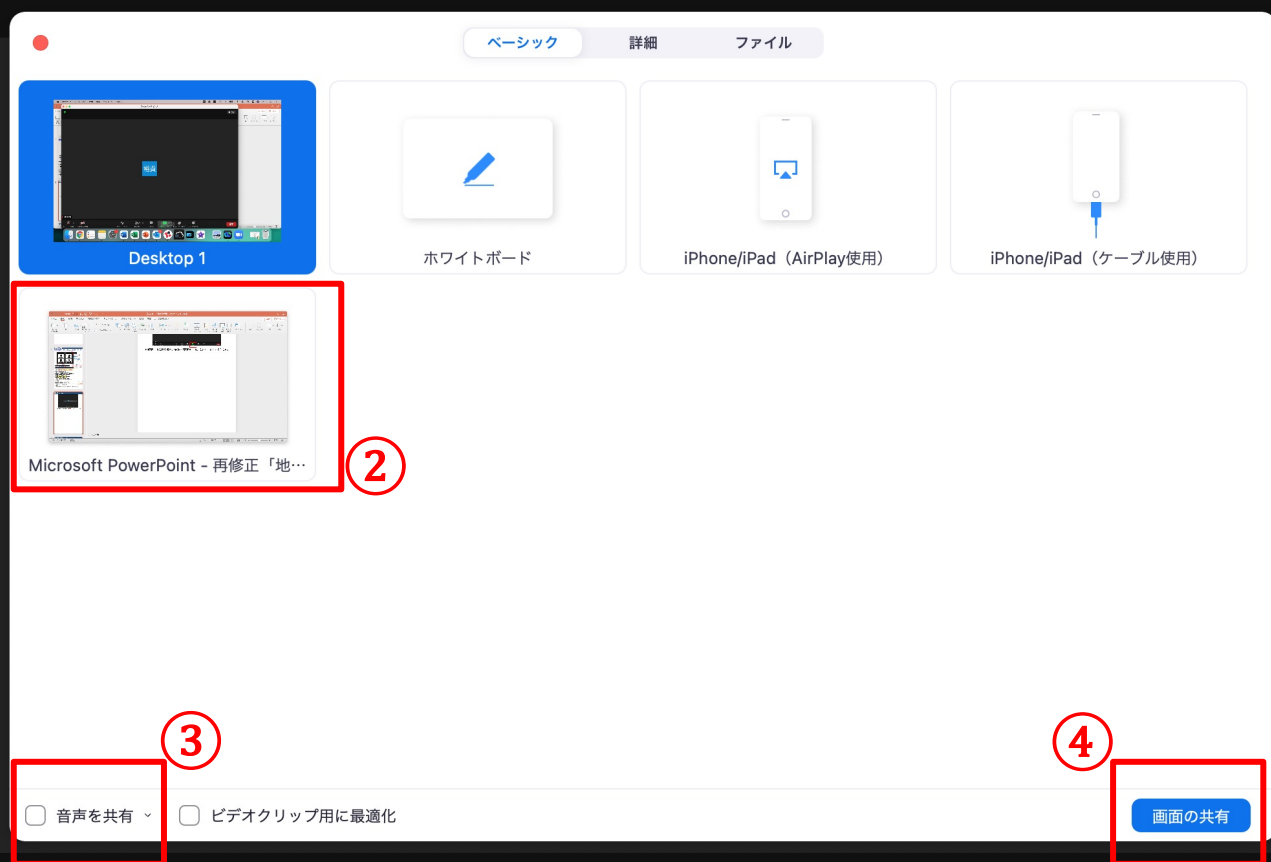 ベーシック 詳細 ファイル
Desktop 1
ホワイトボード
iPhone/iPad（AirPlay使用）
iPhone/iPad（ケーブル使用）
Microsoft PowerPoint - 再修正「地…
②
③
④
音声を共有
ビデオクリップ用に最適化
画面の共有